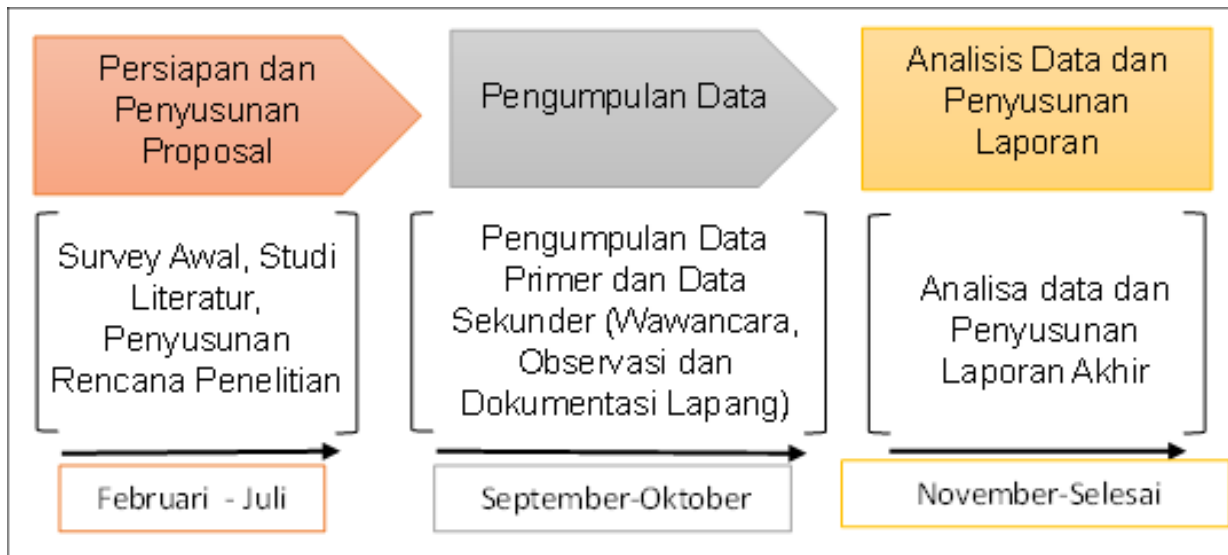 Persiapan dan
Penyusunan
Proposal
Pengumpulan Data
Analisis Data dan
Penyusunan
Laporan
Survey Awal, Studi
Literatur,
Penyusunan
Rencana Penelitian
Pengumpulan Data
Primer dan Data
Sekunder (Wawancara,
Observasi dan
Dokumentasi Lapang)
Analisa data dan
Penyusunan
Laporan Akhir
Februari - Juli
September-Oktober
November-Selesai